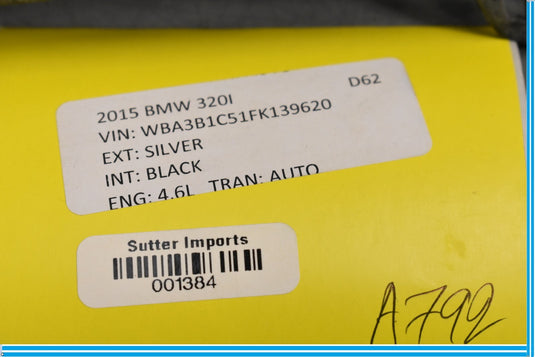 2015 BMW 320I D62
VIN: WBA3B1C51FK139620
EXT: SILVER
INT: BLACK
ENG: 4.6L TRAN: AUTO
Sutter Imports
001384
A792